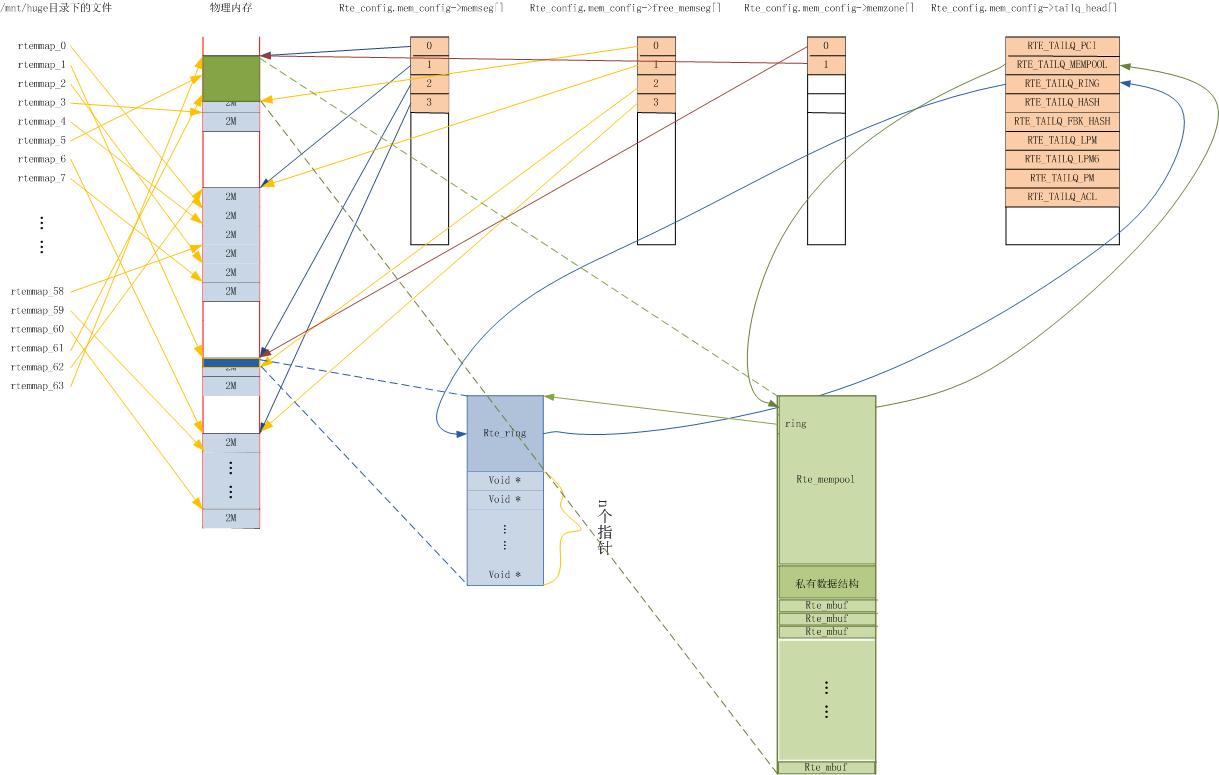 /mnt/huge目录下的文件
物理内存
Rte_config.mem_config->memseg[]
Rte_config.mem_config->free_memseg[]
Rte_config.mem_config->memzone[]
Rte_config.mem_config->tailq_head[]
rtemmap_0
rtemmap_1
rtemmap_2
rtemmap_3
rtemmap_4
rtemmap_5
rtemmap_6
rtemmap_7
⋮
⋮
rtemmap_58
rtemmap_59
rtemmap_60
rtemmap_61
rtemmap_62
rtemmap_63
2M
2M
2M
2M
2M
2M
2M
2M
2M
2M
2M
⋮
⋮
2M
0
1
2
3
0
1
2
3
0
1
RTE_TAILQ_PCI
RTE_TAILQ_MEMPOOL
RTE_TAILQ_RING
RTE_TAILQ_HASH
RTE_TAILQ_FBK_HASH
RTE_TAILQ_LPM
RTE_TAILQ_LPM6
RTE_TAILQ_PM
RTE_TAILQ_ACL
Rte_ring
Void *
Void *
⋮
⋮
Void *
n个指针
ring
Rte_mempool
私有数据结构
Rte_mbuf
Rte_mbuf
Rte_mbuf
⋮
⋮
Rte_mbuf